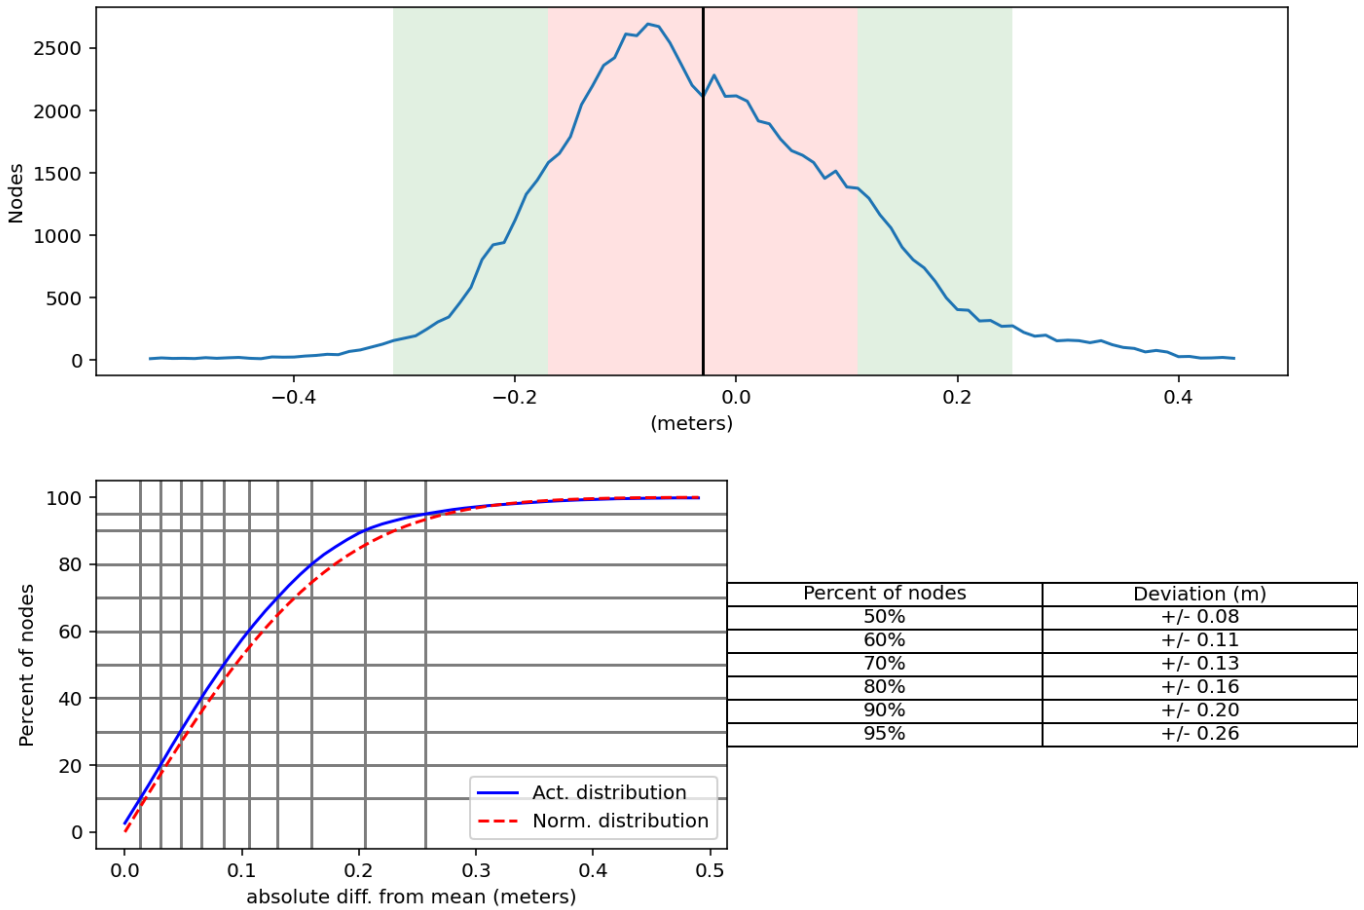 2500
2000
1500
1000
500
0
Nodes
−0.4
−0.2
0.0
0.2
0.4
(meters)
100
80
60
40
20
0
Percent of nodes
Act. distribution
Norm. distribution
0.0
0.1
0.2
0.3
0.4
0.5
absolute diff. from mean (meters)
Percent of nodes Deviation (m)
50% +/- 0.08
60% +/- 0.11
70% +/- 0.13
80% +/- 0.16
90% +/- 0.20
95% +/- 0.26